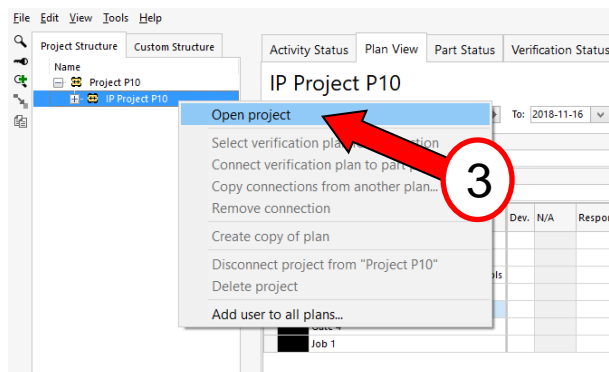 File Edit View Tools Help
Project Structure Custom Structure
Name
Project P10
IP Project P10
Activity Status Plan View Part Status Verification Status
IP Project P10
To: 2018-11-16
Open project
Select verification
Connect verification plan to part
Copy connections from another plan...
Remove connection
Create copy of plan
Disconnect project from "Project P10"
Delete project
Add user to all plans...
3
Dev. N/A
Job 1